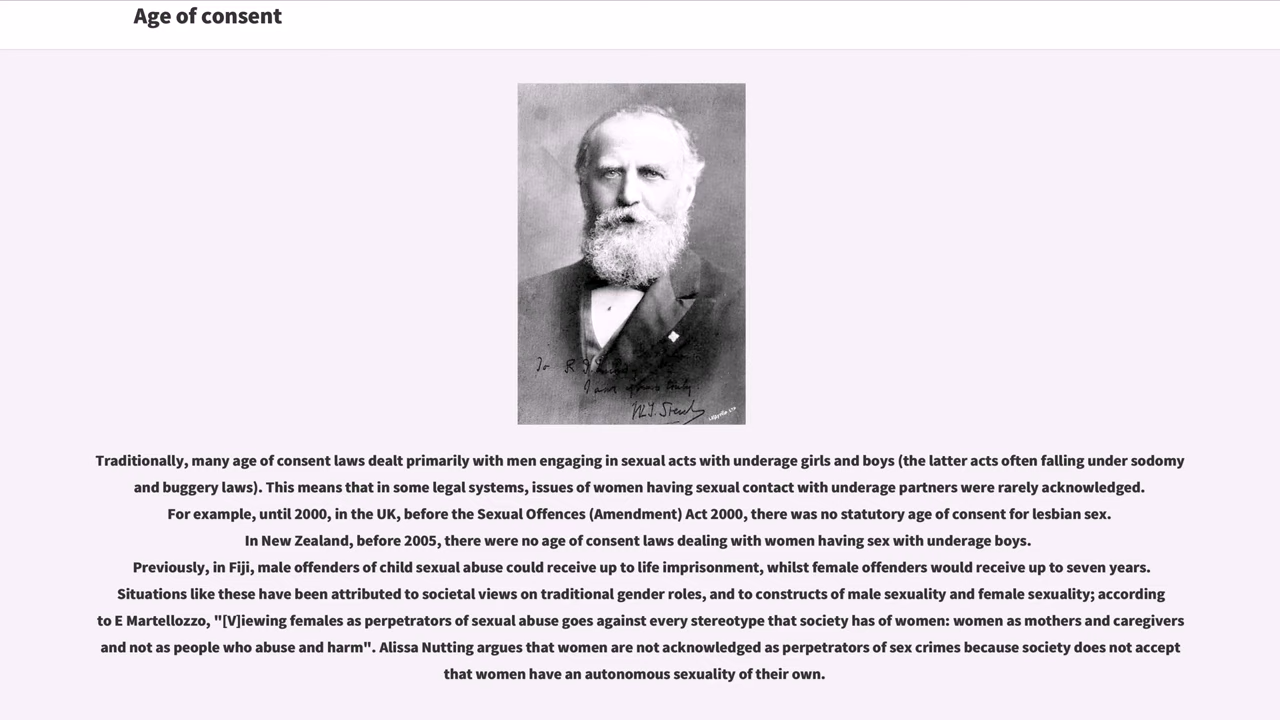 Age of consent
To R
I am yours truly
W.T. Stead
Traditionally, many age of consent laws dealt primarily with men engaging in sexual acts with underage girls and boys (the latter acts often falling under sodomy
and buggery laws). This means that in some legal systems, issues of women having sexual contact with underage partners were rarely acknowledged.
For example, until 2000, in the UK, before the Sexual Offences (Amendment) Act 2000, there was no statutory age of consent for lesbian sex.
In New Zealand, before 2005, there were no age of consent laws dealing with women having sex with underage boys.
Previously, in Fiji, male offenders of child sexual abuse could receive up to life imprisonment, whilst female offenders would receive up to seven years.
Situations like these have been attributed to societal views on traditional gender roles, and to constructs of male sexuality and female sexuality; according
to E Martellozzo, "[V]iewing females as perpetrators of sexual abuse goes against every stereotype that society has of women: women as mothers and caregivers
and not as people who abuse and harm". Alissa Nutting argues that women are not acknowledged as perpetrators of sex crimes because society does not accept
that women have an autonomous sexuality of their own.